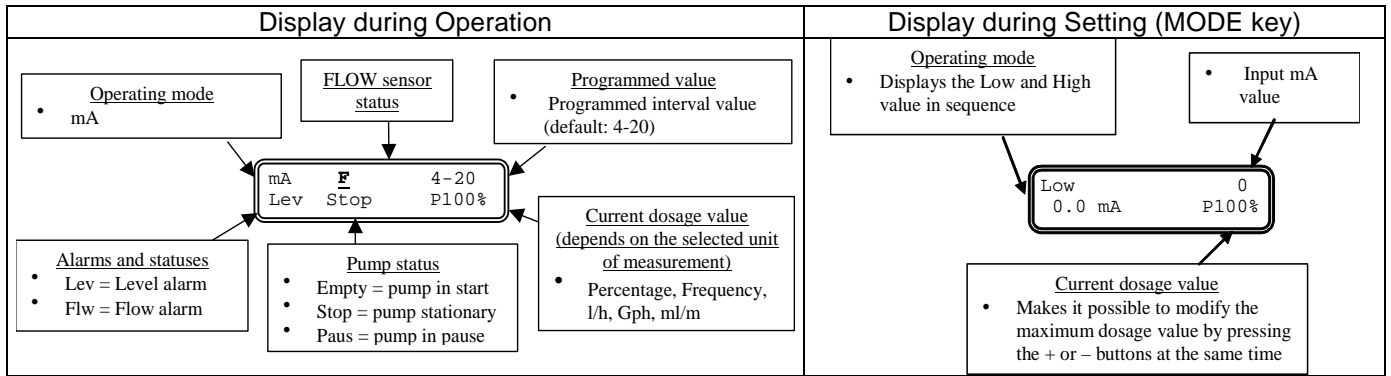 Display during Operation
Display during Setting (MODE key)
Operating mode
• mA
FLOW sensor
status
Programmed value
• Programmed interval value
(default: 4-20)
mA F 4-20
Lev Stop P100%
Alarms and statuses
• Lev = Level alarm
• Flw = Flow alarm
Pump status
• Empty = pump in start
• Stop = pump stationary
• Paus = pump in pause
Current dosage value
(depends on the selected unit
of measurement)
• Percentage, Frequency,
l/h, Gph, ml/m
Operating mode
• Displays the Low and High
value in sequence
• Input mA
value
Low 0
0.0 mA P100%
Current dosage value
• Makes it possible to modify the
maximum dosage value by pressing
the + or – buttons at the same time